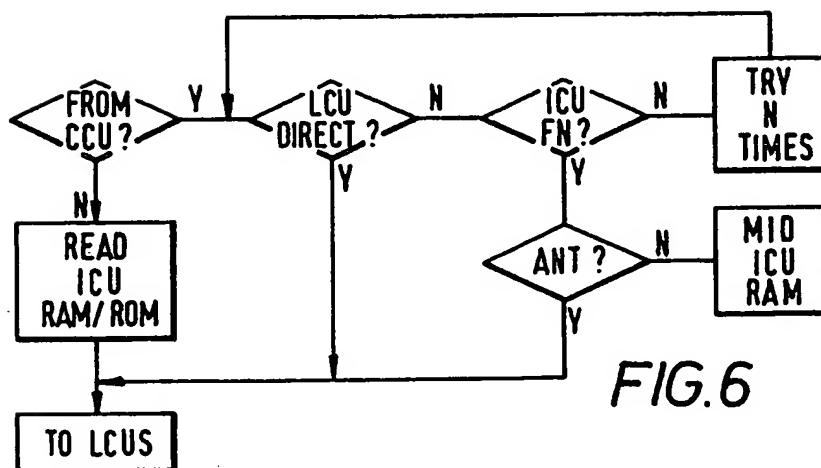 FROM
CCU?
Y
LCU
DIRECT?
N
ICU
FN?
N
TRY
N
TIMES
N
Y
Y
READ
ICU
RAM/ROM
ANT?
N
MID
ICU
RAM
Y
FIG.6
TO LCUS